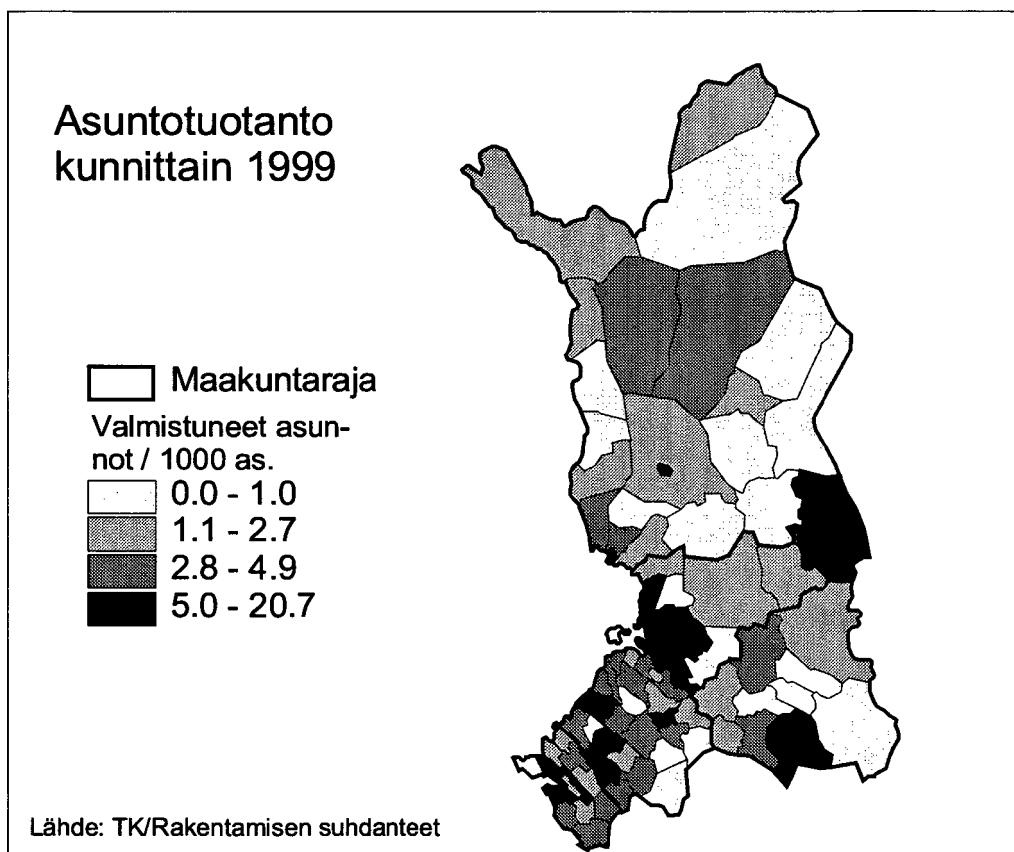 Asuntotuotanto
kunnittain 1999
Maakuntaraja
Valmistuneet asun-
not / 1000 as.
0.0 - 1.0
1.1 - 2.7
2.8 - 4.9
5.0 - 20.7
Lähde: TK/Rakentamisen suhdanteet